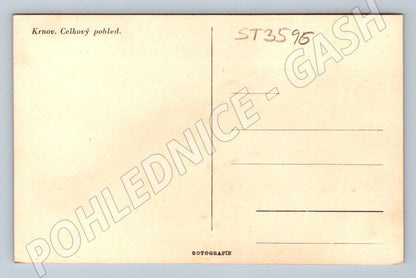 Krnov. Celkový pohled.
ST3595
POHLEDNICE - GASH
ROTOGRAFIE